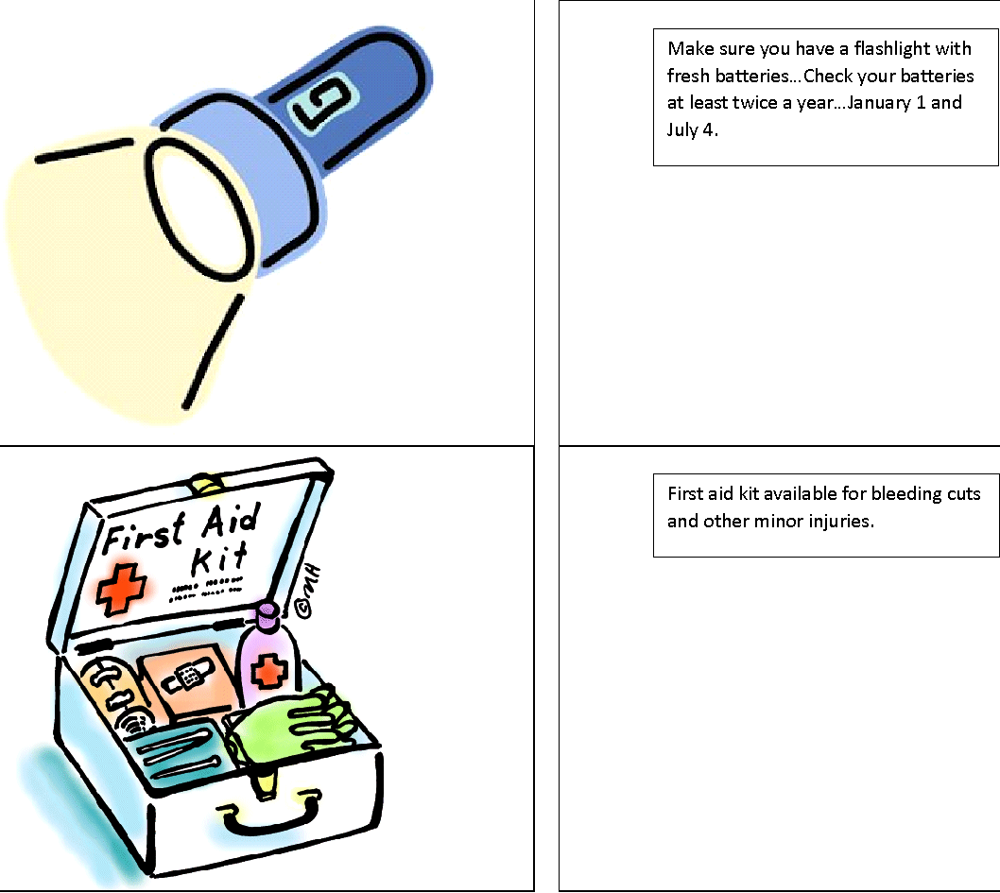 Make sure you have a flashlight with
fresh batteries...Check your batteries
at least twice a year...January 1 and
July 4.
First Aid
Kit
©MH
First aid kit available for bleeding cuts
and other minor injuries.